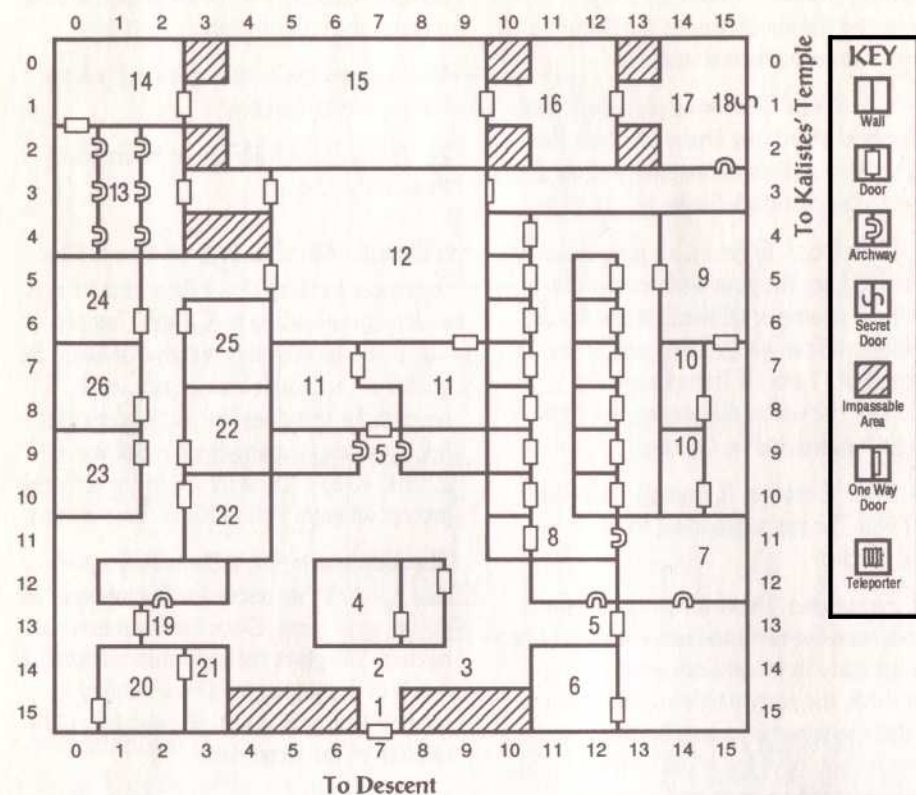 0 1 2 3 4 5 6 7 8 9 10 11 12 13 14 15
0 0
14 15
1 16 17 18 1
2 2
3 13 3
4 12 4
5 9 5
24
6 25 6
7 11 11 10 7
26
8 22 8
9 5 10 9
23
10 22 10
11 8 11
7
12 4 12
13 19 5 13
14 20 21 2 3 6 14
15 1 15
0 1 2 3 4 5 6 7 8 9 10 11 12 13 14 15
To Descent
To Kalistes' Temple
KEY
Wall
Door
Archway
Secret
Door
Impassable
Area
One Way
Door
Teleporter